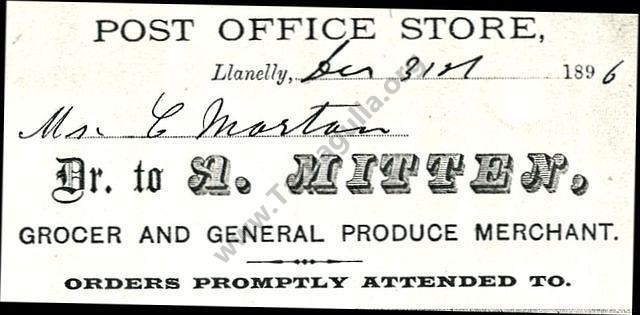 POST OFFICE STORE,
Llanelly, Dec 31st 1896
Mr. C Morton
Dr. to A. MITTEN,
GROCER AND GENERAL PRODUCE MERCHANT.
ORDERS PROMPTLY ATTENDED TO.
www.Tarnagulla.org